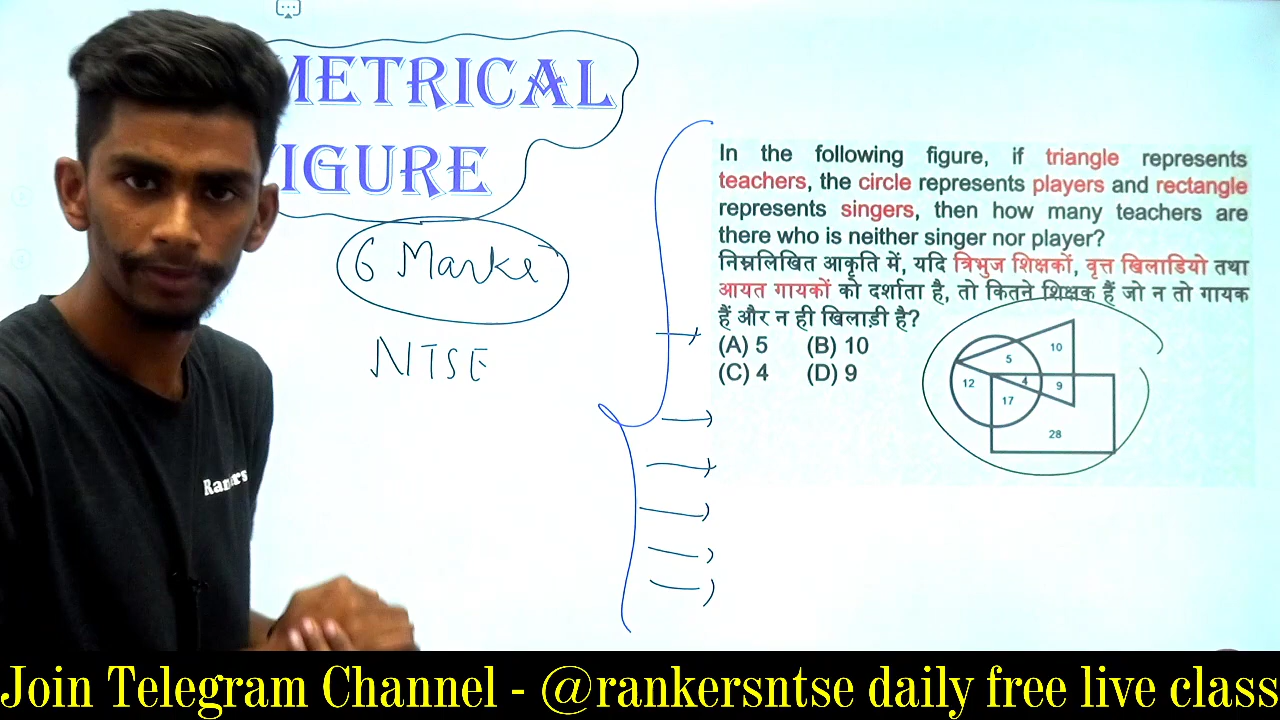 METRICAL
IGURE
6 Marks
NTSE
In the following figure, if triangle represents
teachers, the circle represents players and rectangle
represents singers, then how many teachers are
there who is neither singer nor player?
निम्नलिखित आकृति में, यदि त्रिभुज शिक्षकों, वृत्त खिलाडियो तथा
आयत गायकों को दर्शाता है, तो कितने शिक्षक हैं जो न तो गायक
हैं और न ही खिलाड़ी है?
(A) 5 (B) 10
(C) 4 (D) 9
10
5
12
4
9
17
28
Rankers
Join Telegram Channel - @rankersntse daily free live class